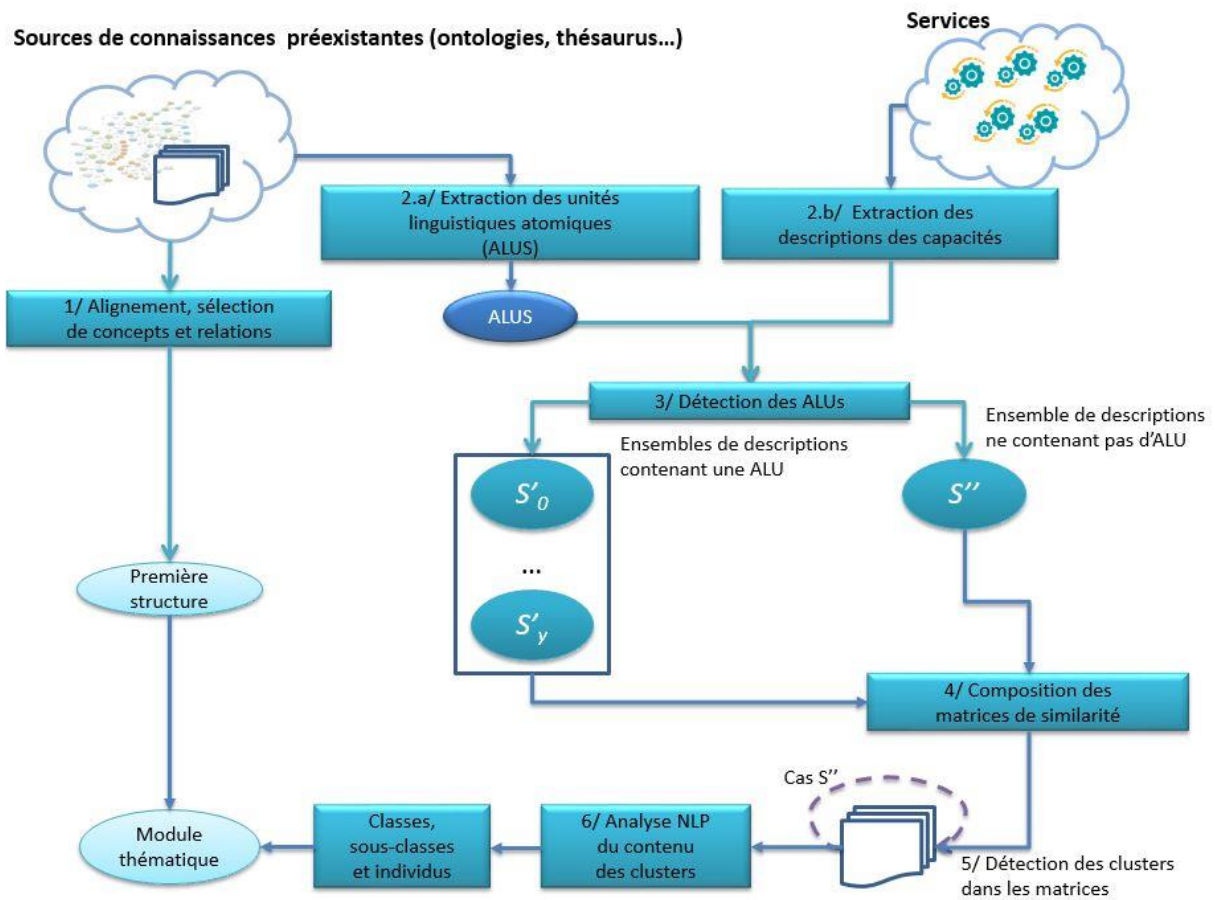 Services
Sources de connaissances préexistantes (ontologies, thésaurus…)
2.a/ Extraction des unités
linguistiques atomiques
(ALUS)
2.b/ Extraction des
descriptions des capacités
1/ Alignement, sélection
de concepts et relations
ALUS
3/ Détection des ALUs
Ensembles de descriptions
contenant une ALU
Ensemble de descriptions
ne contenant pas d'ALU
S'0
S''
...
S'y
Première
structure
4/ Composition des
matrices de similarité
Cas S''
Module
thématique
Classes,
sous-classes
et individus
6/ Analyse NLP
du contenu
des clusters
5/ Détection des clusters
dans les matrices